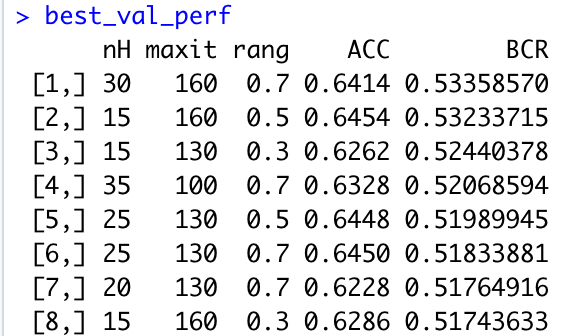 > best_val_perf
nH maxit rang ACC BCR
[1,] 30 160 0.7 0.6414 0.53358570
[2,] 15 160 0.5 0.6454 0.53233715
[3,] 15 130 0.3 0.6262 0.52440378
[4,] 35 100 0.7 0.6328 0.52068594
[5,] 25 130 0.5 0.6448 0.51989945
[6,] 25 130 0.7 0.6450 0.51833881
[7,] 20 130 0.7 0.6228 0.51764916
[8,] 15 160 0.3 0.6286 0.51743633